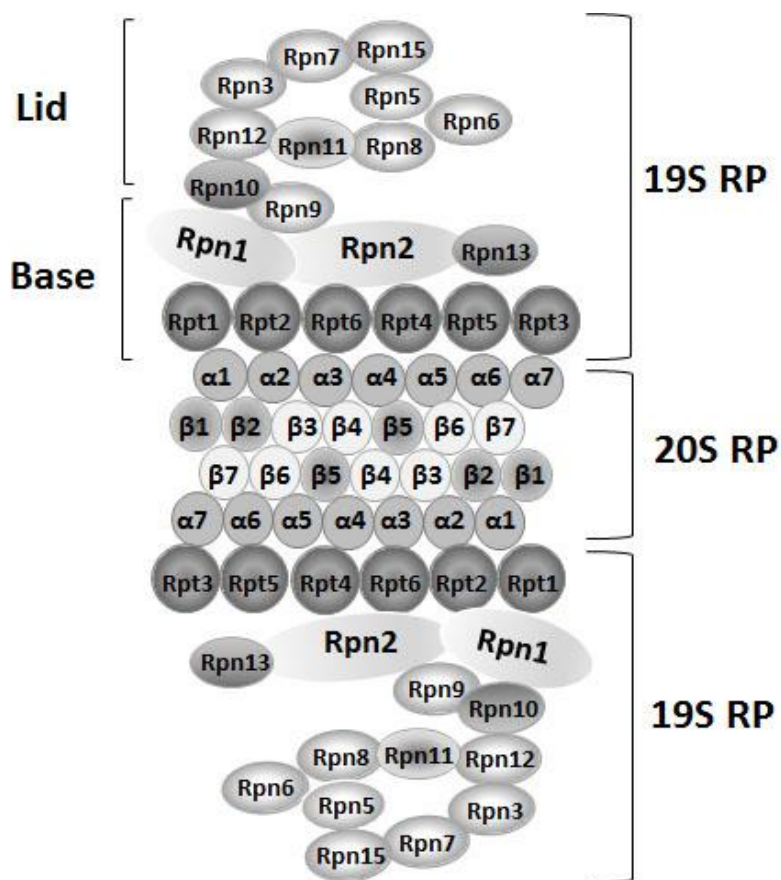 Rpn7 Rpn15
Rpn3 Rpn5
Lid
Rpn12 Rpn11 Rpn8 Rpn6
Rpn10
19S RP
Rpn9
Rpn1 Rpn2 Rpn13
Base
Rpt1 Rpt2 Rpt6 Rpt4 Rpt5 Rpt3
α1 α2 α3 α4 α5 α6 α7
β1 β2 β3 β4 β5 β6 β7
20S RP
β7 β6 β5 β4 β3 β2 β1
α7 α6 α5 α4 α3 α2 α1
Rpt3 Rpt5 Rpt4 Rpt6 Rpt2 Rpt1
Rpn13 Rpn2 Rpn1
Rpn9
Rpn10
19S RP
Rpn8 Rpn11 Rpn12
Rpn6 Rpn5 Rpn3
Rpn15 Rpn7